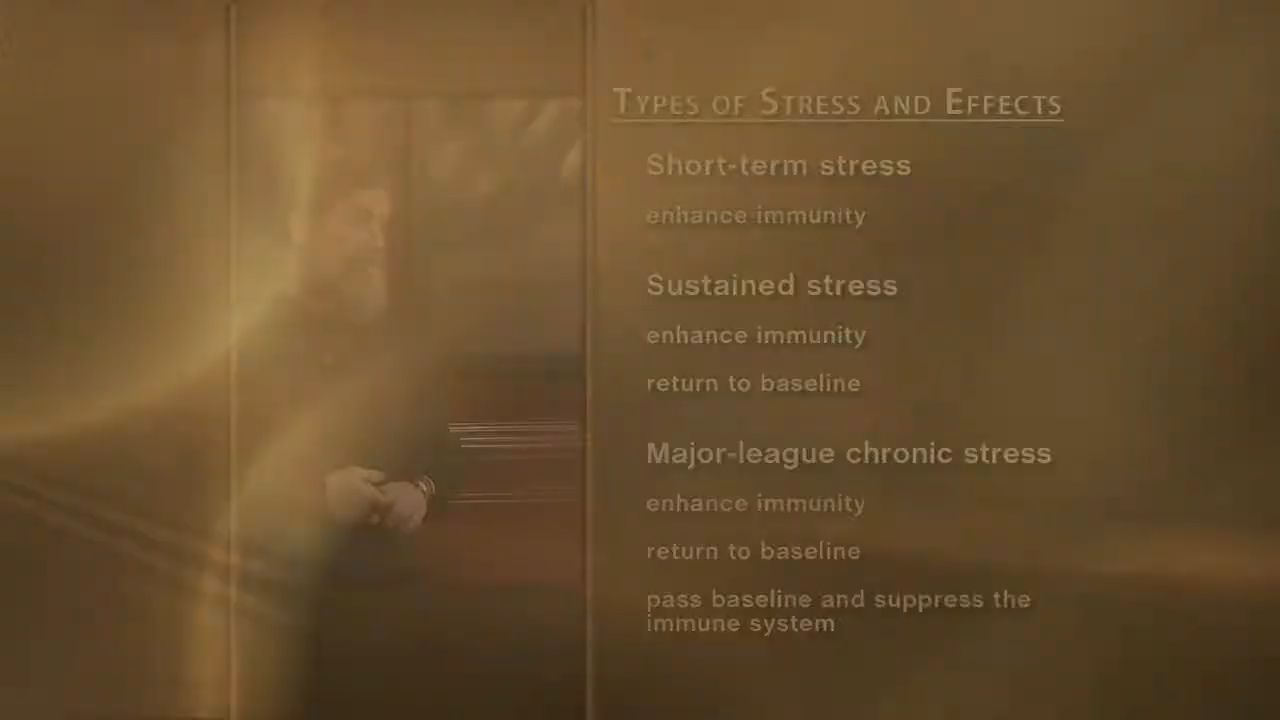 Types of Stress and Effects
Short-term stress
enhance immunity
Sustained stress
enhance immunity
return to baseline
Major-league chronic stress
enhance immunity
return to baseline
pass baseline and suppress the
immune system